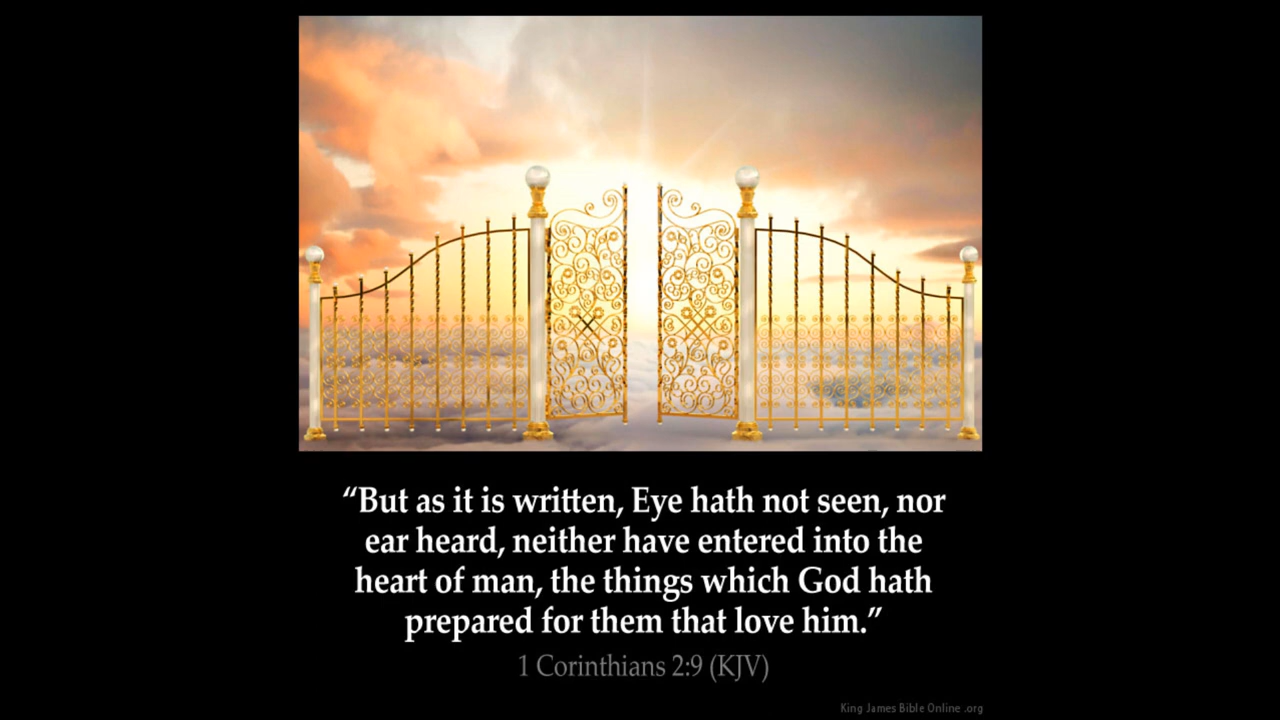 “But as it is written, Eye hath not seen, nor
ear heard, neither have entered into the
heart of man, the things which God hath
prepared for them that love him.”
1 Corinthians 2:9 (KJV)
King James Bible Online .org